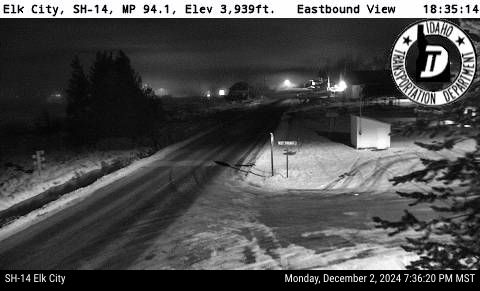 Elk City, SH-14, MP 94.1, Elev 3,939ft. Eastbound View 18:35:14
IDAHO
TRANSPORTATION DEPARTMENT
SH-14 Elk City Monday, December 2, 2024 7:36:20 PM MST